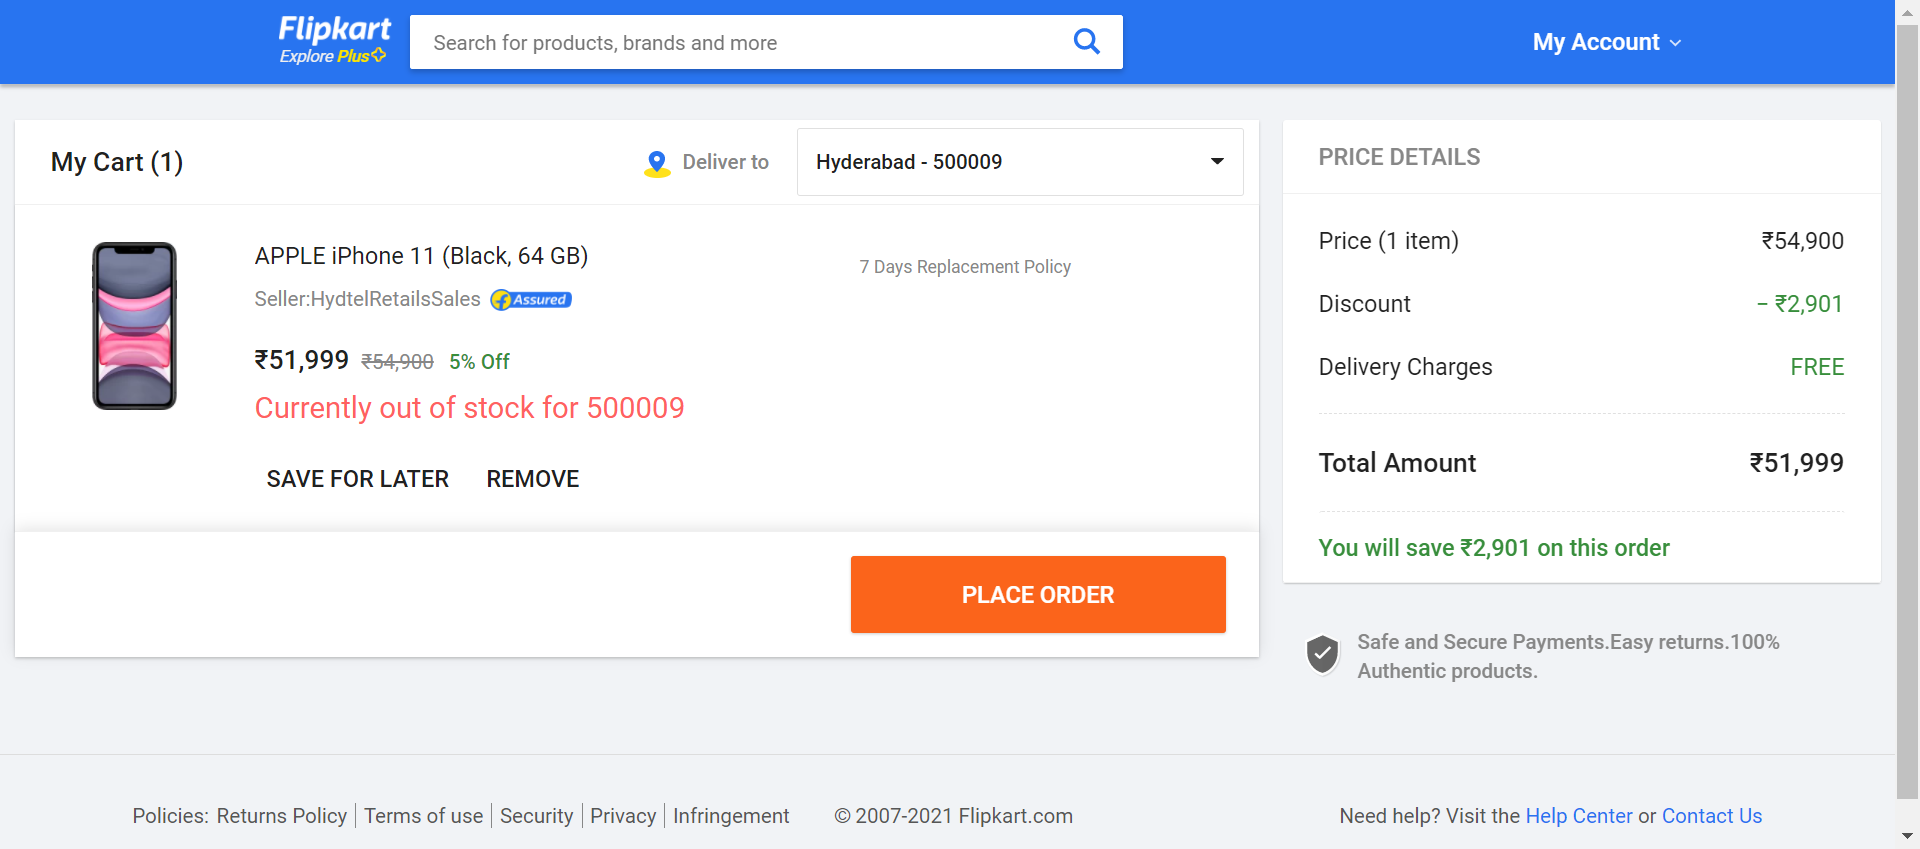 Flipkart
Explore Plus
Search for products, brands and more
My Account
My Cart (1)
Deliver to
Hyderabad - 500009
APPLE iPhone 11 (Black, 64 GB)
7 Days Replacement Policy
Seller:HydtelRetailsSales Assured
₹51,999 ₹54,900 5% Off
Currently out of stock for 500009
SAVE FOR LATER REMOVE
PLACE ORDER
PRICE DETAILS
Price (1 item) ₹54,900
Discount − ₹2,901
Delivery Charges FREE
Total Amount ₹51,999
You will save ₹2,901 on this order
Safe and Secure Payments.Easy returns.100%
Authentic products.
Policies: Returns Policy | Terms of use | Security | Privacy | Infringement © 2007-2021 Flipkart.com Need help? Visit the Help Center or Contact Us